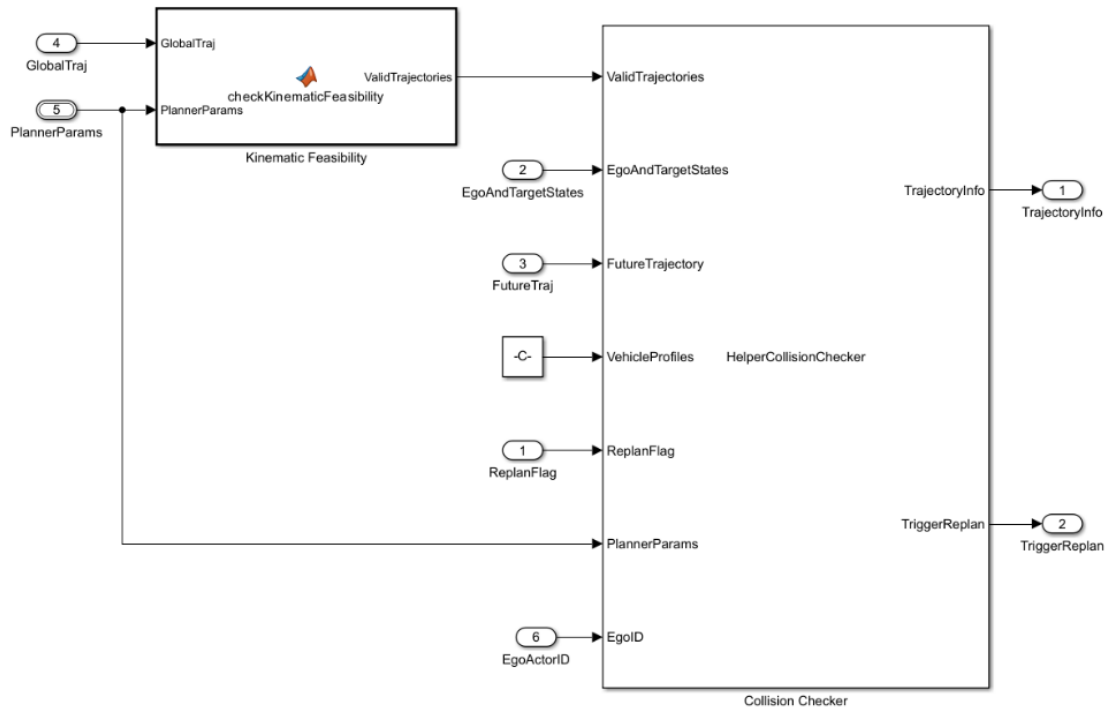 4
GlobalTraj
5
PlannerParams
GlobalTraj
PlannerParams
checkKinematicFeasibility
ValidTrajectories
Kinematic Feasibility
2
EgoAndTargetStates
3
FutureTraj
-C-
1
ReplanFlag
6
EgoActorID
ValidTrajectories
EgoAndTargetStates
FutureTrajectory
VehicleProfiles
HelperCollisionChecker
ReplanFlag
PlannerParams
EgoID
TrajectoryInfo
TriggerReplan
Collision Checker
1
TrajectoryInfo
2
TriggerReplan